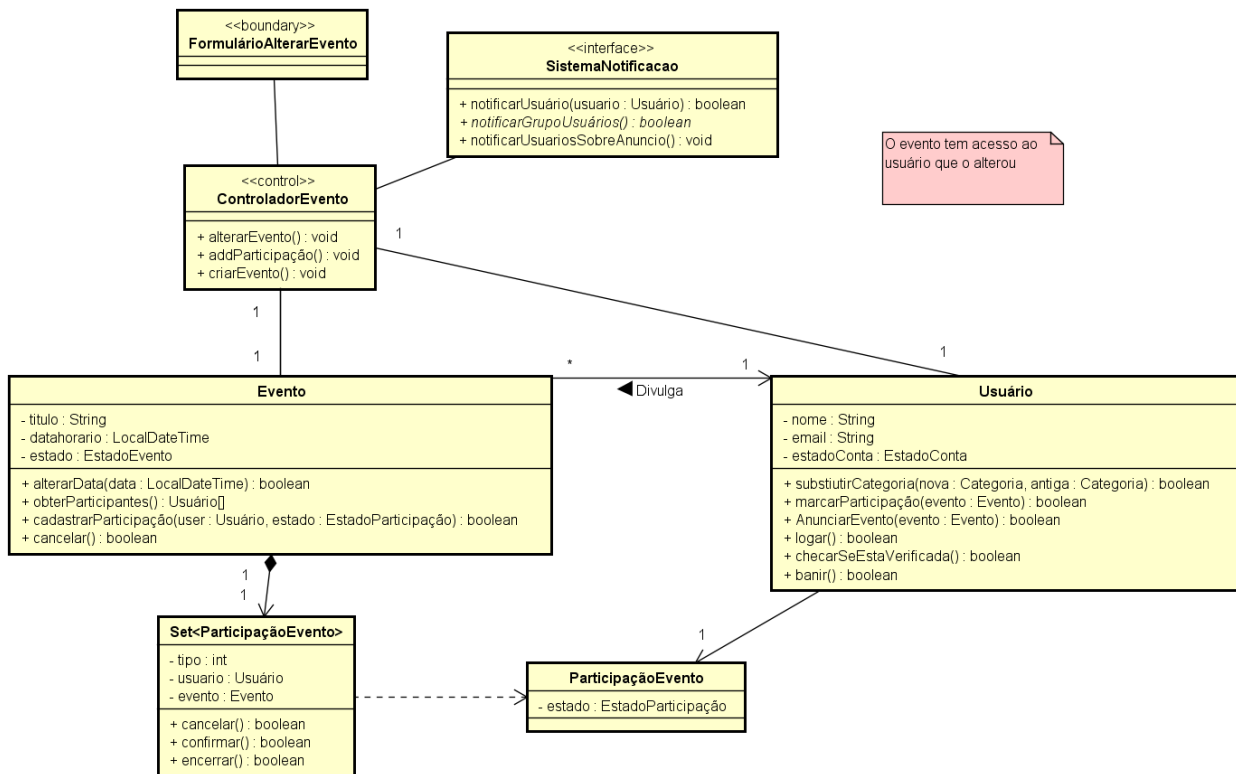 <<boundary>>
FormulárioAlterarEvento
<<interface>>
SistemaNotificacao
+ notificarUsuário(usuario : Usuário) : boolean
+ notificarGrupoUsuários() : boolean
+ notificarUsuariosSobreAnuncio() : void
O evento tem acesso ao
usuário que o alterou
<<control>>
ControladorEvento
+ alterarEvento() : void
+ addParticipação() : void
+ criarEvento() : void
1
1
1
1
*
1
Divulga
Evento
- titulo : String
- datahorario : LocalDateTime
- estado : EstadoEvento
+ alterarData(data : LocalDateTime) : boolean
+ obterParticipantes() : Usuário[]
+ cadastrarParticipação(user : Usuário, estado : EstadoParticipação) : boolean
+ cancelar() : boolean
Usuário
- nome : String
- email : String
- estadoConta : EstadoConta
+ substiutirCategoria(nova : Categoria, antiga : Categoria) : boolean
+ marcarParticipação(evento : Evento) : boolean
+ AnunciarEvento(evento : Evento) : boolean
+ logar() : boolean
+ checarSeEstaVerificada() : boolean
+ banir() : boolean
1
1
1
Set<ParticipaçãoEvento>
- tipo : int
- usuario : Usuário
- evento : Evento
+ cancelar() : boolean
+ confirmar() : boolean
+ encerrar() : boolean
ParticipaçãoEvento
- estado : EstadoParticipação